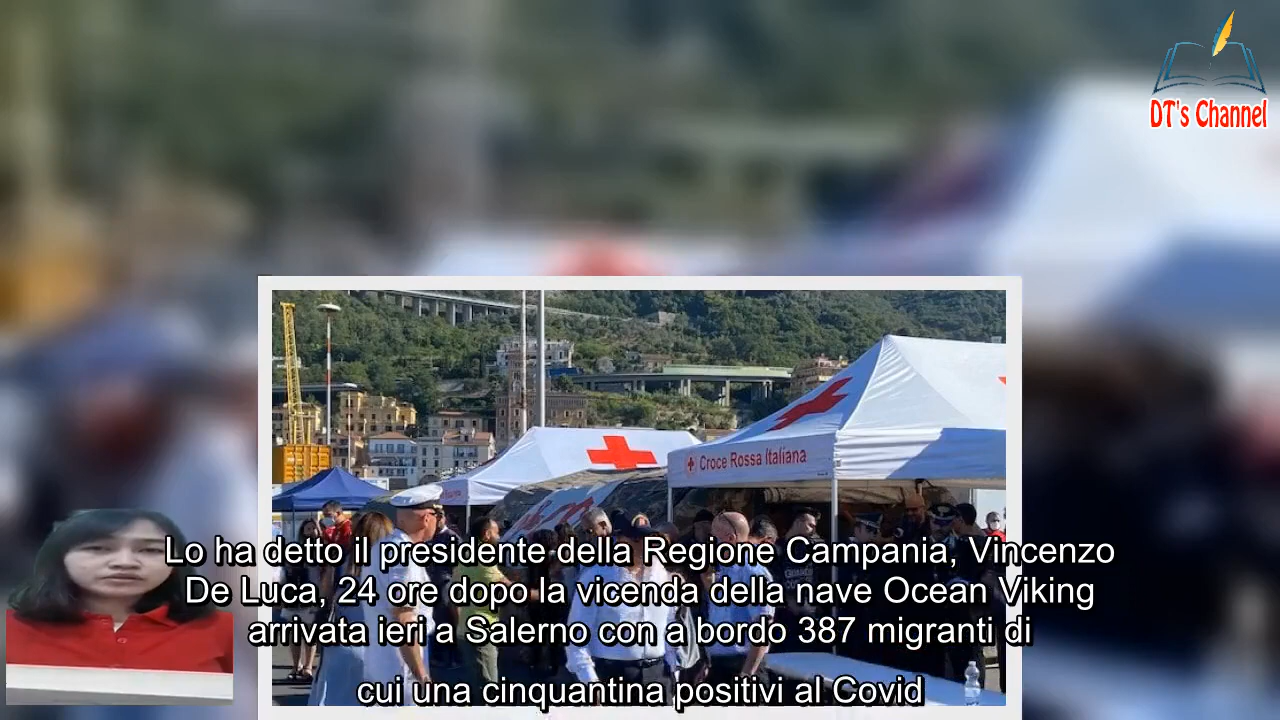 DT's Channel
Croce Rossa Italiana
Lo ha detto il presidente della Regione Campania, Vincenzo
De Luca, 24 ore dopo la vicenda della nave Ocean Viking
arrivata ieri a Salerno con a bordo 387 migranti di
cui una cinquantina positivi al Covid